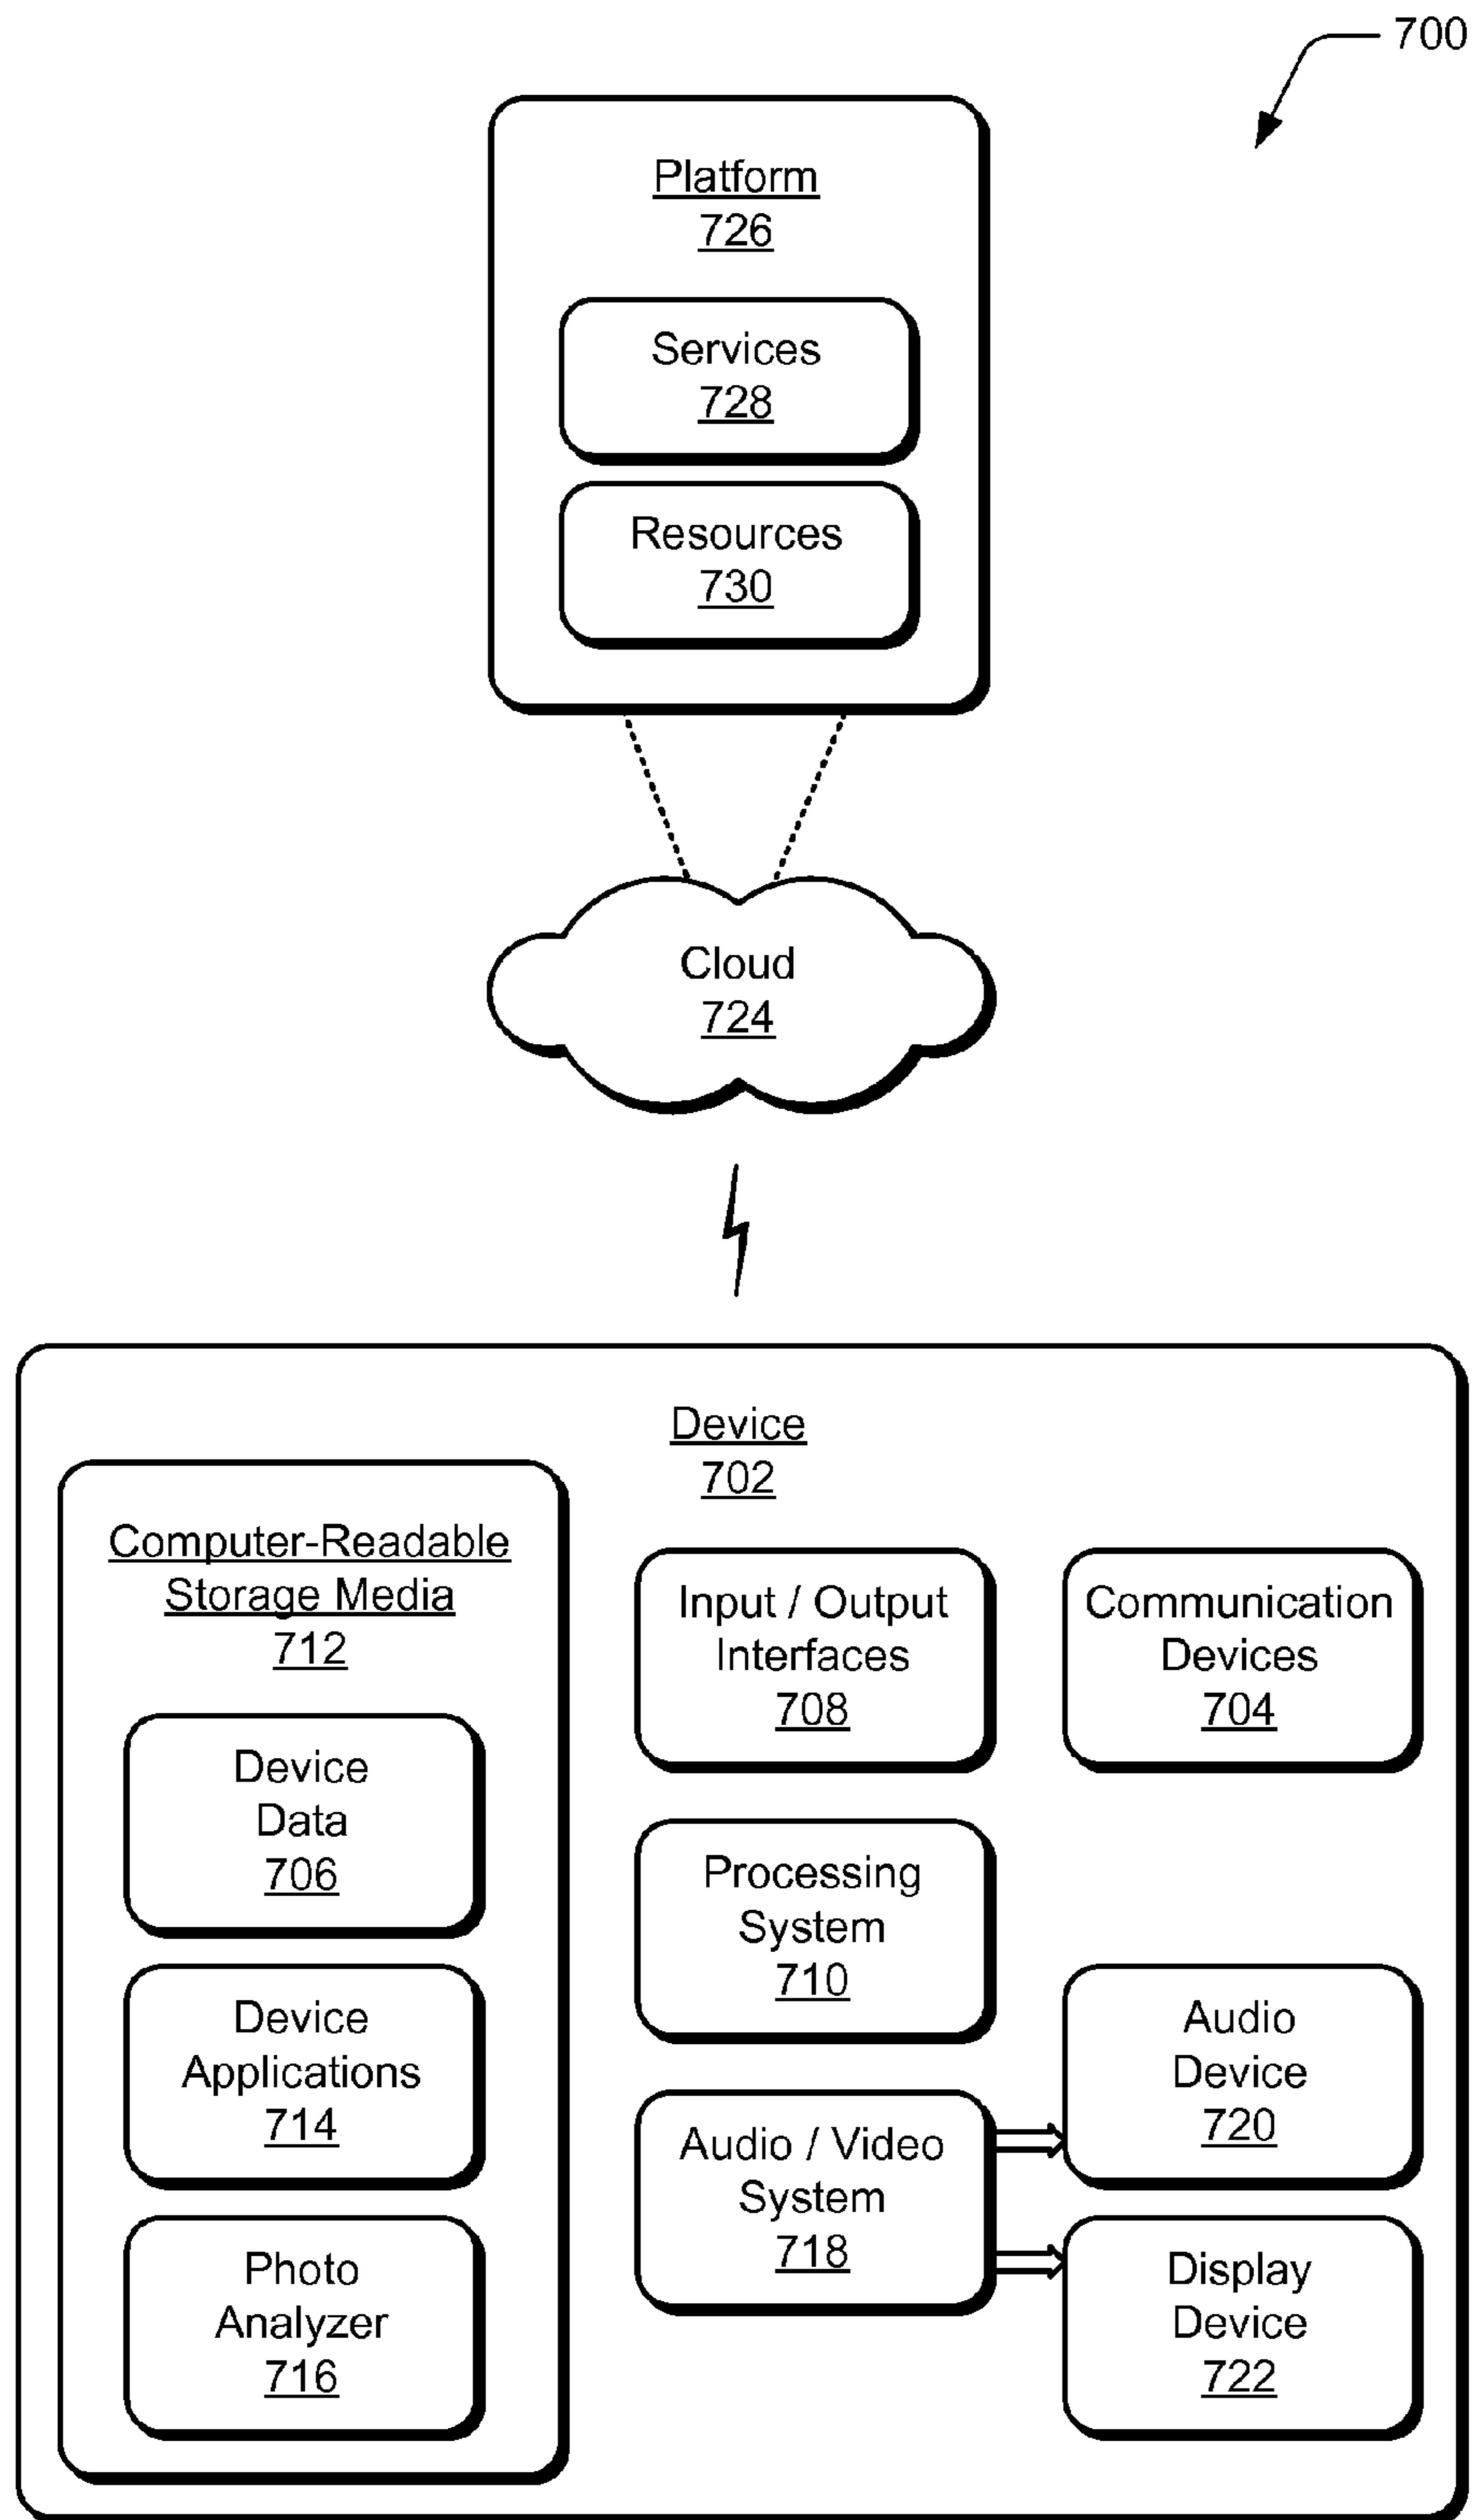 700
Platform
726
Services
728
Resources
730
Cloud
724
Device
702
Computer-Readable
Storage Media
712
Device
Data
706
Device
Applications
714
Photo
Analyzer
716
Input / Output
Interfaces
708
Processing
System
710
Audio / Video
System
718
Communication
Devices
704
Audio
Device
720
Display
Device
722